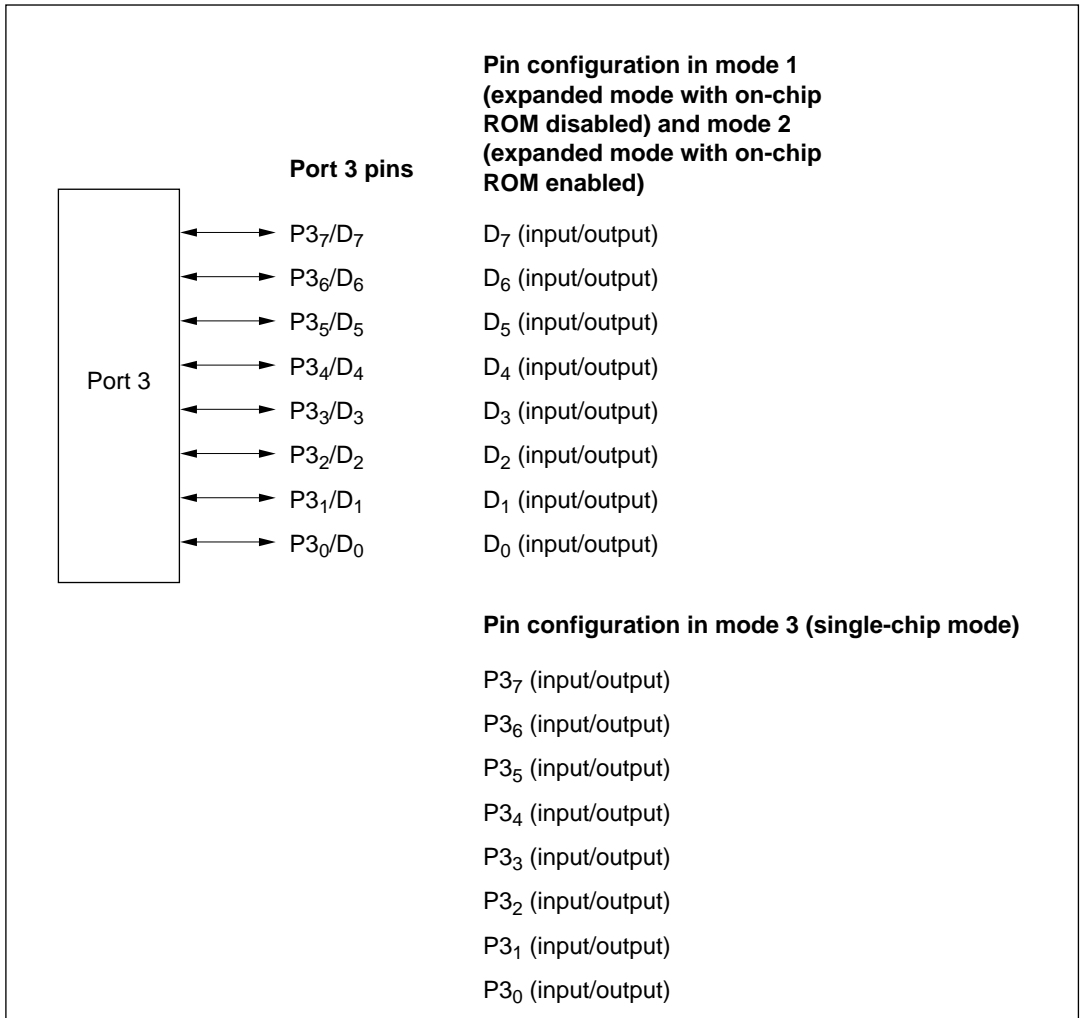 Pin configuration in mode 1
(expanded mode with on-chip
ROM disabled) and mode 2
(expanded mode with on-chip
ROM enabled)
Port 3 pins
Port 3
P3₇/D₇ D₇ (input/output)
P3₆/D₆ D₆ (input/output)
P3₅/D₅ D₅ (input/output)
P3₄/D₄ D₄ (input/output)
P3₃/D₃ D₃ (input/output)
P3₂/D₂ D₂ (input/output)
P3₁/D₁ D₁ (input/output)
P3₀/D₀ D₀ (input/output)
Pin configuration in mode 3 (single-chip mode)
P3₇ (input/output)
P3₆ (input/output)
P3₅ (input/output)
P3₄ (input/output)
P3₃ (input/output)
P3₂ (input/output)
P3₁ (input/output)
P3₀ (input/output)